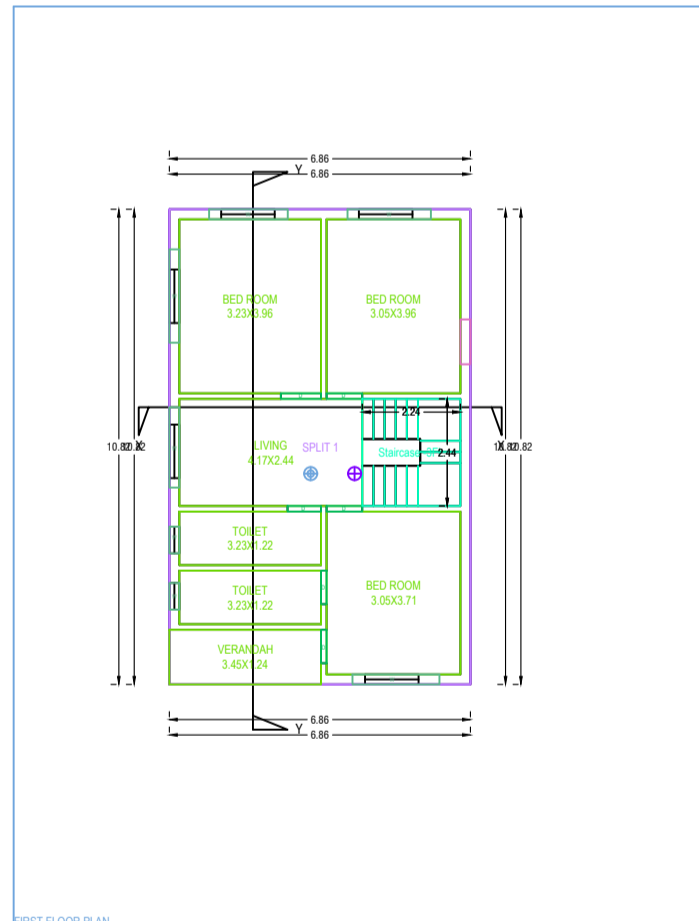 6.86
Y
6.86
BED ROOM
3.23X3.96
BED ROOM
3.05X3.96
2.24
10.82
X
X
10.82
LIVING
4.17X2.44
SPLIT 1
Staircase
2.44
TOILET
3.23X1.22
TOILET
3.23X1.22
BED ROOM
3.05X3.71
VERANDAH
3.45X1.24
6.86
Y
6.86
FIRST FLOOR PLAN